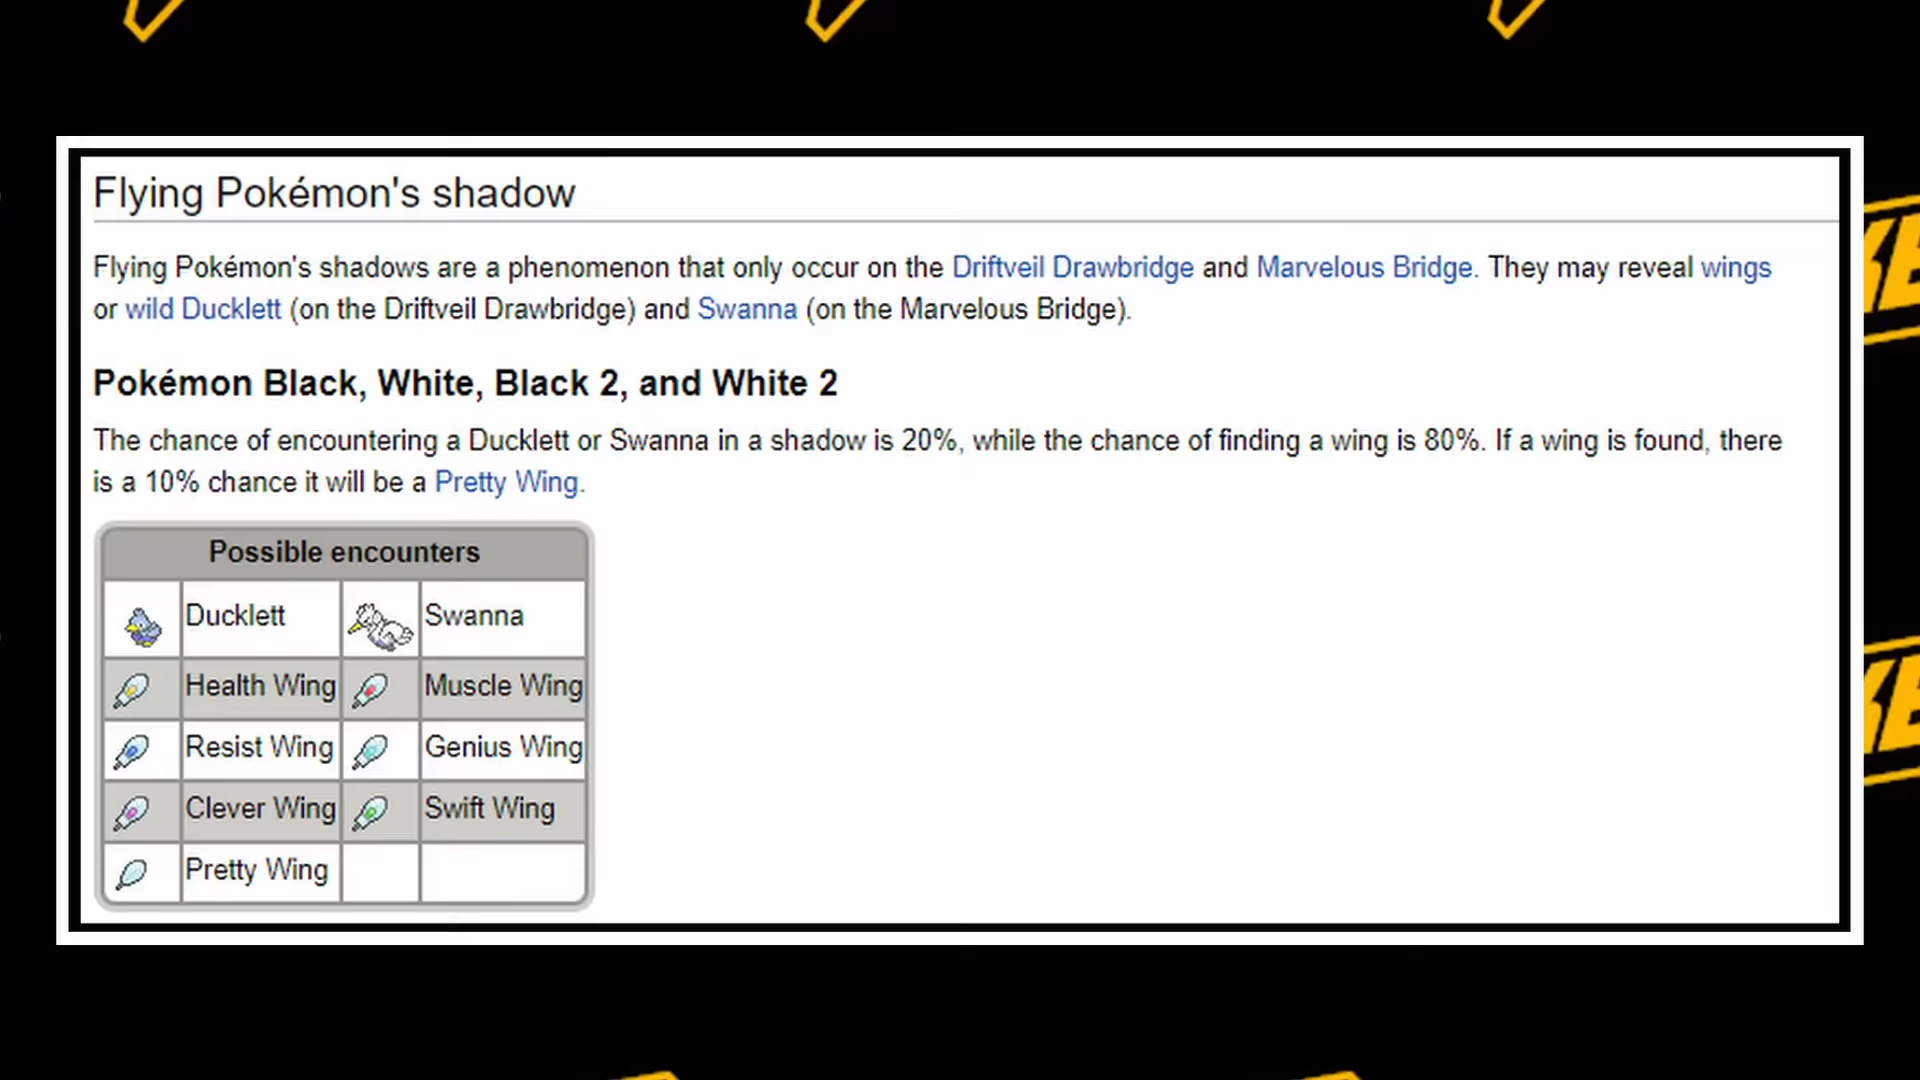 Flying Pokémon's shadow
Flying Pokémon's shadows are a phenomenon that only occur on the Driftveil Drawbridge and Marvelous Bridge. They may reveal wings
or wild Ducklett (on the Driftveil Drawbridge) and Swanna (on the Marvelous Bridge).
Pokémon Black, White, Black 2, and White 2
The chance of encountering a Ducklett or Swanna in a shadow is 20%, while the chance of finding a wing is 80%. If a wing is found, there
is a 10% chance it will be a Pretty Wing.
Possible encounters
Ducklett Swanna
Health Wing Muscle Wing
Resist Wing Genius Wing
Clever Wing Swift Wing
Pretty Wing